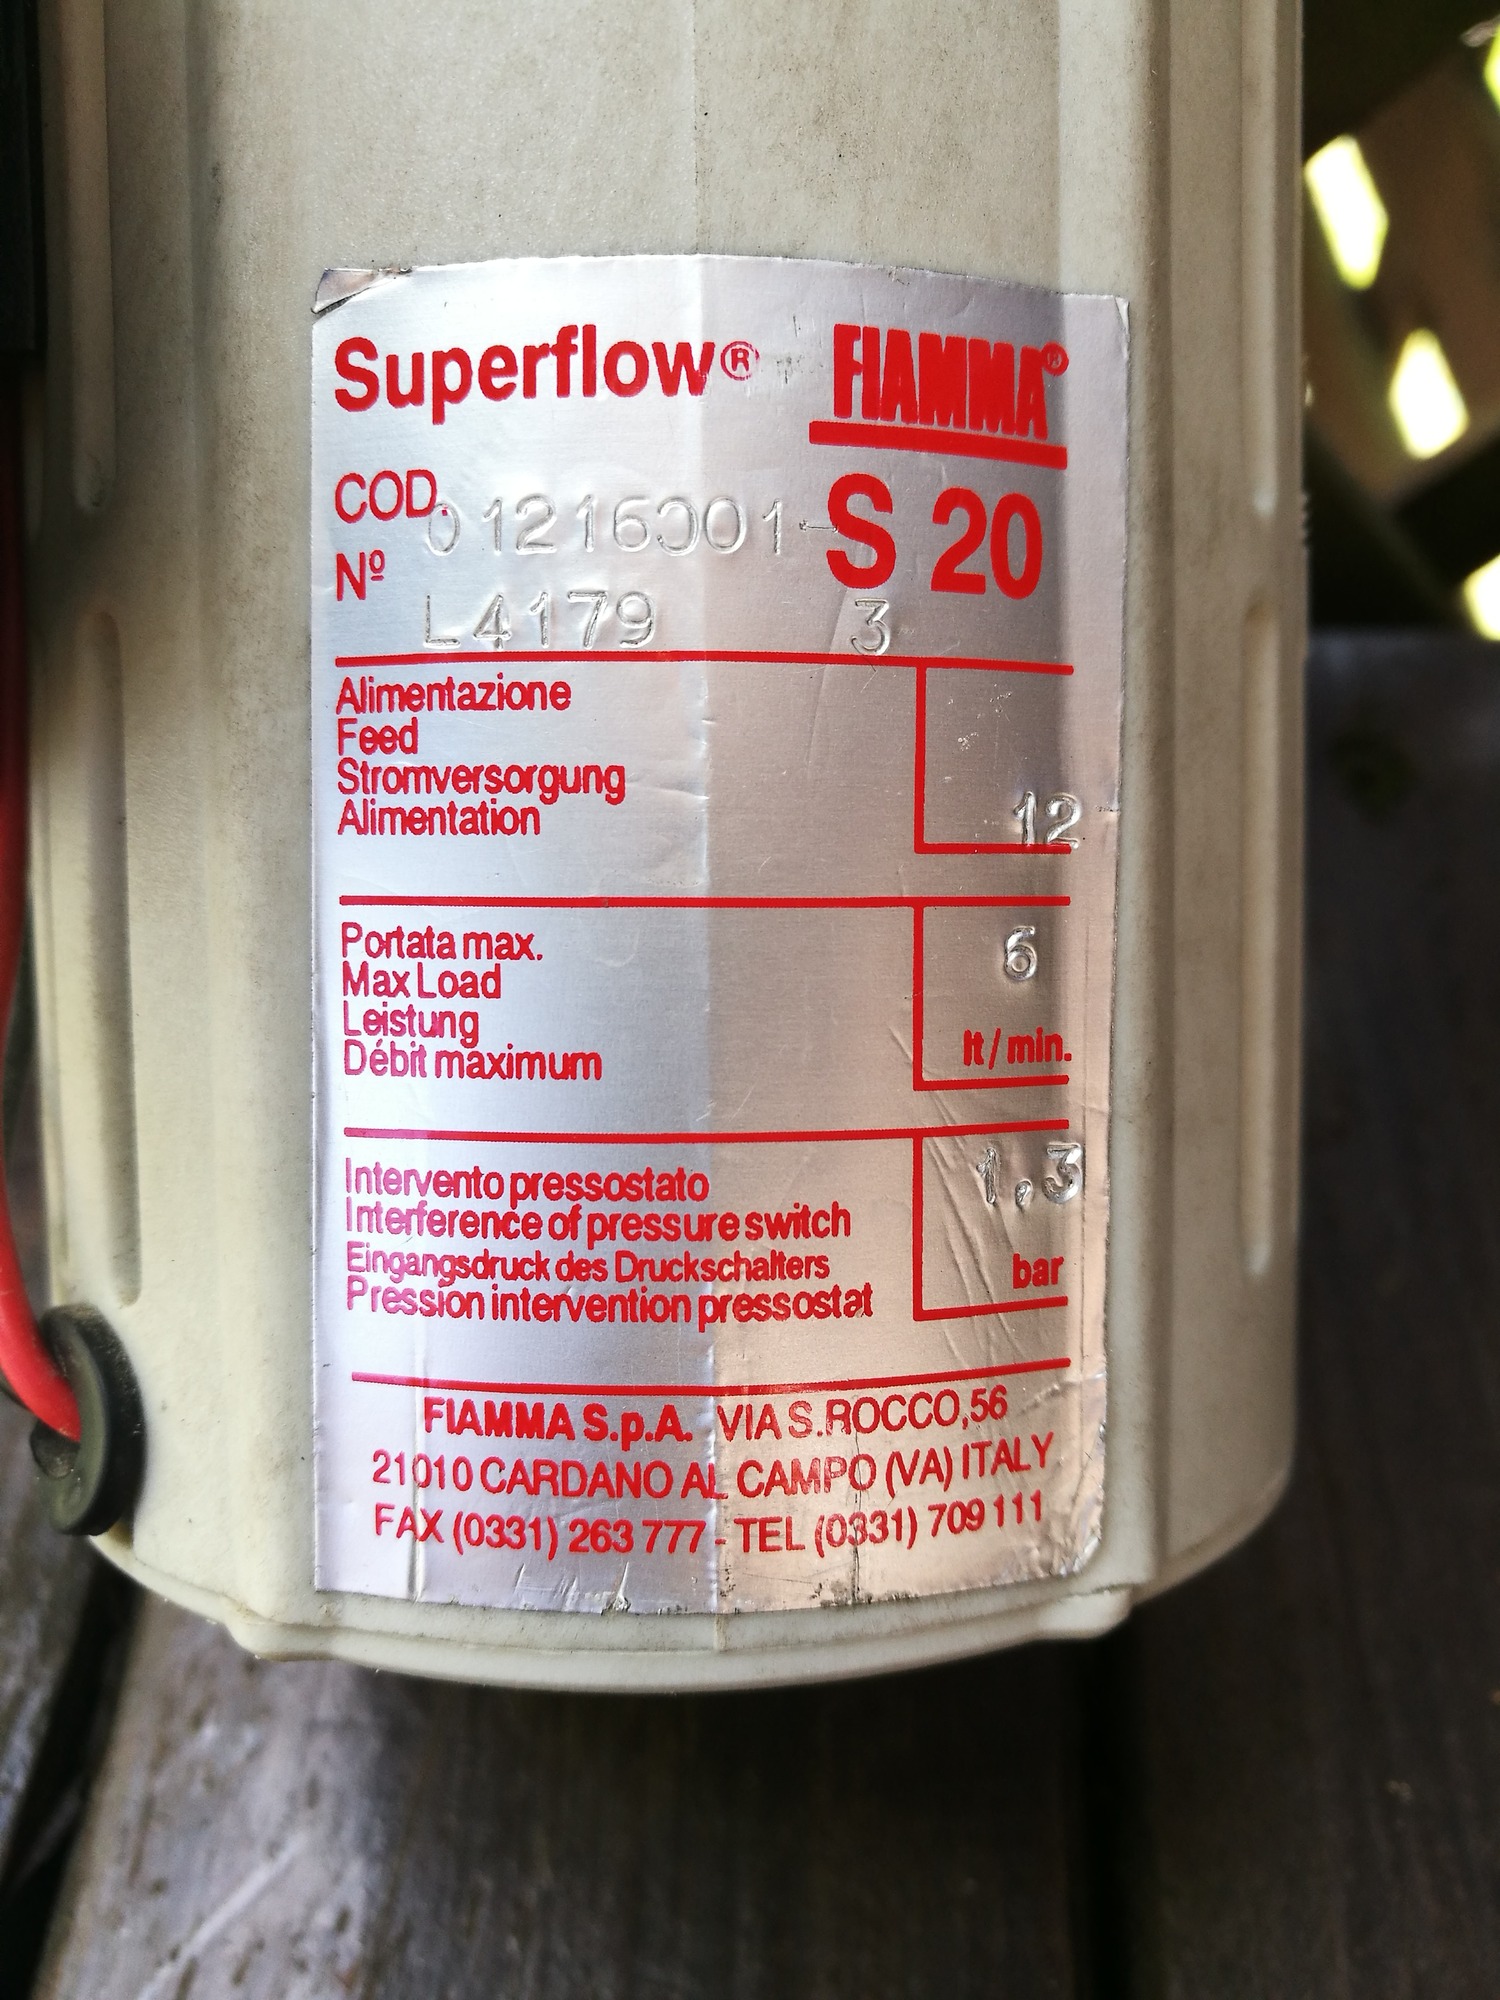 Superflow® FIAMMA®
COD. 01216001-
S 20
Nº L4179 3
Alimentazione
Feed
Stromversorgung
Alimentation
12
Portata max.
Max Load
Leistung
Débit maximum
6
lt / min.
Intervento pressostato
Interference of pressure switch
Eingangsdruck des Druckschalters
Pression intervention pressostat
1,3
bar
FIAMMA S.p.A. VIA S.ROCCO,56
21010 CARDANO AL CAMPO (VA) ITALY
FAX (0331) 263 777 - TEL (0331) 709 111